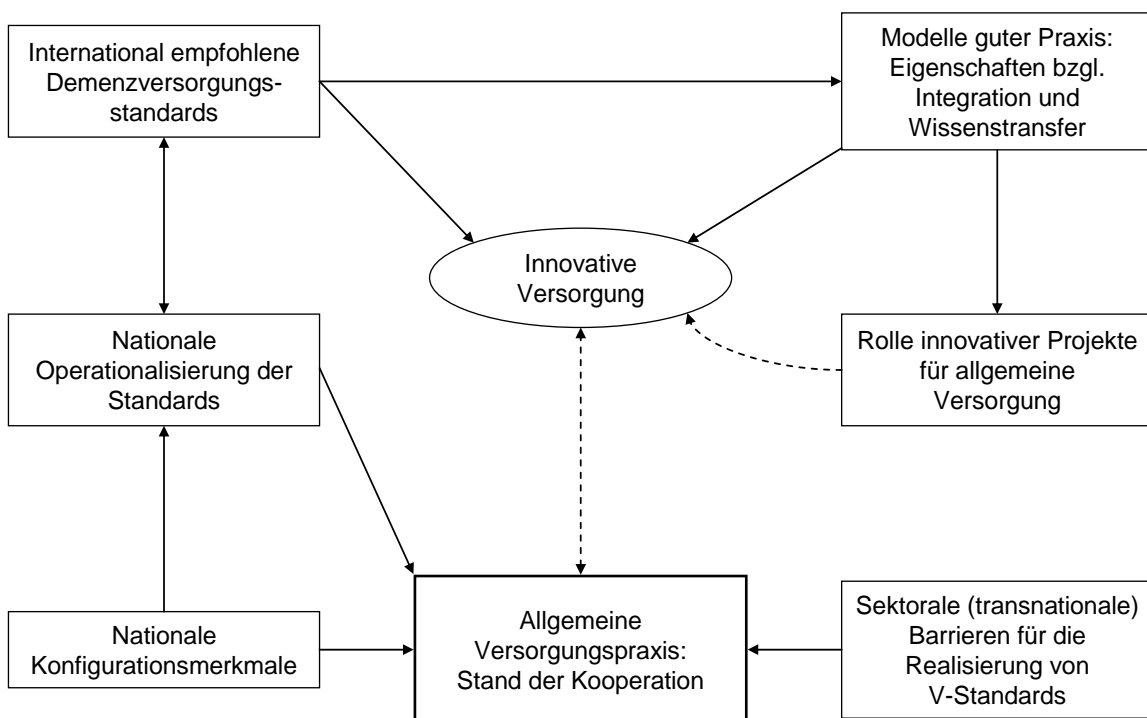 International empfohlene
Demenzversorgungs-
standards
Modelle guter Praxis:
Eigenschaften bzgl.
Integration und
Wissenstransfer
Innovative
Versorgung
Nationale
Operationalisierung der
Standards
Rolle innovativer Projekte
für allgemeine
Versorgung
Nationale
Konfigurationsmerkmale
Allgemeine
Versorgungspraxis:
Stand der Kooperation
Sektorale (transnationale)
Barrieren für die
Realisierung von
V-Standards